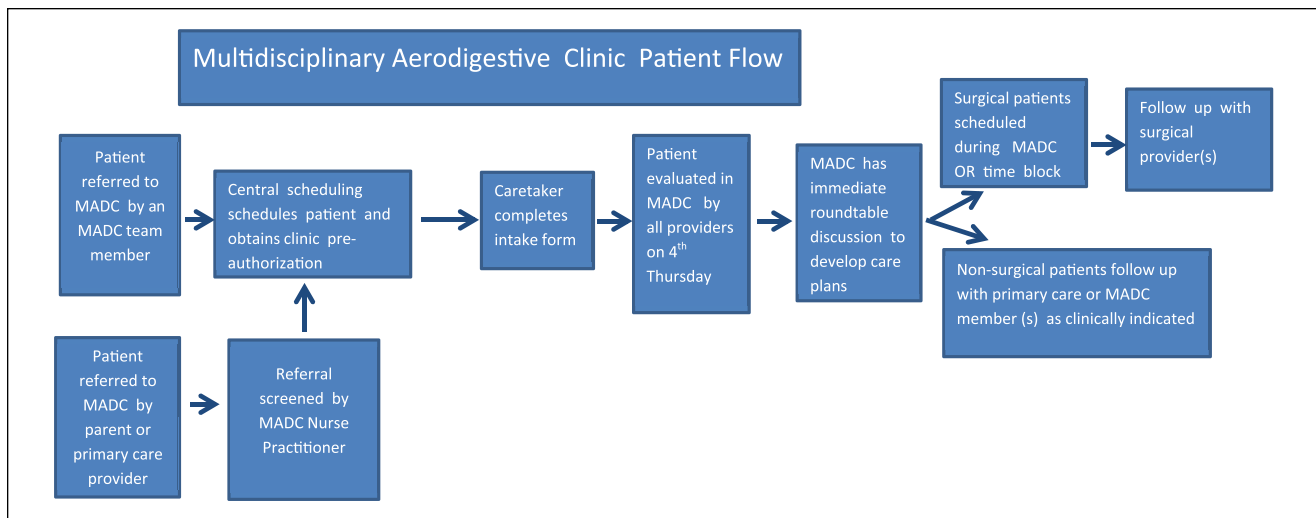 Multidisciplinary Aerodigestive Clinic Patient Flow
Patient
referred to
MADC by an
MADC team
member
Central scheduling
schedules patient and
obtains clinic pre-
authorization
Caretaker
completes
intake form
Patient
evaluated in
MADC by
all providers
on 4th
Thursday
MADC has
immediate
roundtable
discussion to
develop care
plans
Surgical patients
scheduled
during MADC
OR time block
Follow up with
surgical
provider(s)
Non-surgical patients follow up
with primary care or MADC
member (s) as clinically indicated
Patient
referred to
MADC by
parent or
primary care
provider
Referral
screened by
MADC Nurse
Practitioner